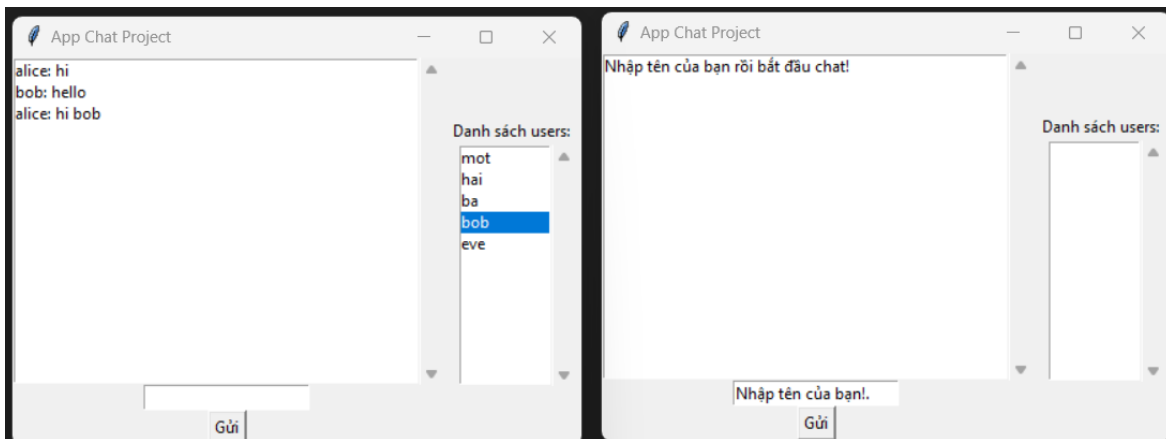 App Chat Project
alice: hi
bob: hello
alice: hi bob
Danh sách users:
mot
hai
ba
bob
eve
Gửi
App Chat Project
Nhập tên của bạn rồi bắt đầu chat!
Danh sách users:
Nhập tên của bạn!.
Gửi